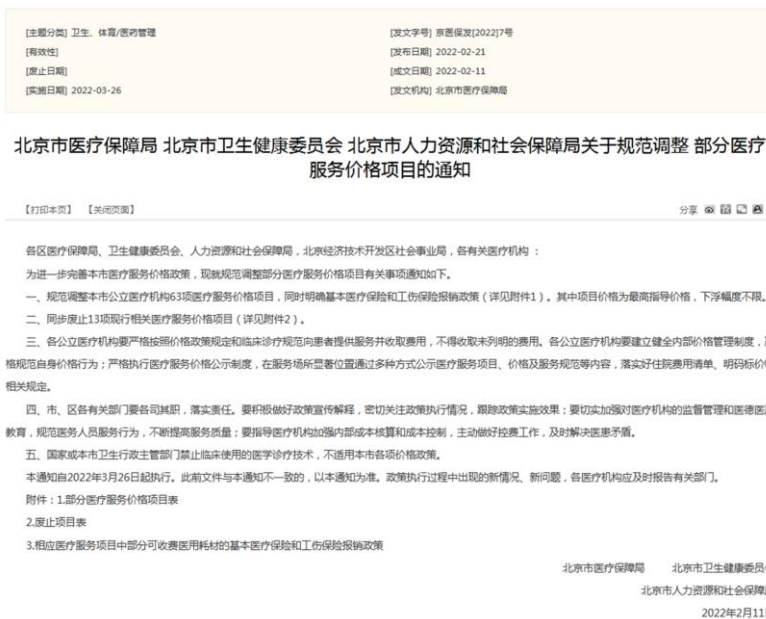 [主题分类] 卫生、体育/医药管理
[发文字号] 京医保发[2022]7号
[有效性]
[发布日期] 2022-02-21
[废止日期]
[成文日期] 2022-02-11
[实施日期] 2022-03-26
[发文机构] 北京市医疗保障局
北京市医疗保障局 北京市卫生健康委员会 北京市人力资源和社会保障局关于规范调整 部分医疗
服务价格项目的通知
【打印本页】 【关闭页面】
分享
各区医疗保障局、卫生健康委员会、人力资源和社会保障局，北京经济技术开发区社会事业局，各有关医疗机构 ：
为进一步完善本市医疗服务价格政策，现就规范调整部分医疗服务价格项目有关事项通知如下。
一、规范调整本市公立医疗机构63项医疗服务价格项目，同时明确基本医疗保险和工伤保险报销政策（详见附件1）。其中项目价格为最高指导价格，下浮幅度不限。
二、同步废止13项现行相关医疗服务价格项目（详见附件2）。
三、各公立医疗机构要严格按照价格政策规定和临床诊疗规范向患者提供服务并收取费用，不得收取未列明的费用。各公立医疗机构要建立健全内部价格管理制度，
格规范自身价格行为；严格执行医疗服务价格公示制度，在服务场所显著位置通过多种方式公示医疗服务项目、价格及服务规范等内容，落实好住院费用清单、明码标价
相关规定。
四、市、区各有关部门要各司其职，落实责任。要积极做好政策宣传解释，密切关注政策执行情况，跟踪政策实施效果；要切实加强对医疗机构的监督管理和医德医
教育，规范医务人员服务行为，不断提高服务质量；要指导医疗机构加强内部成本核算和成本控制，主动做好控费工作，及时解决医患矛盾。
五、国家或本市卫生行政主管部门禁止临床使用的医学诊疗技术，不适用本市各项价格政策。
本通知自2022年3月26日起执行。此前文件与本通知不一致的，以本通知为准。政策执行过程中出现的新情况、新问题，各医疗机构应及时报告有关部门。
附件：1.部分医疗服务价格项目表
2.废止项目表
3.相应医疗服务项目中部分可收费医用耗材的基本医疗保险和工伤保险报销政策
北京市医疗保障局 北京市卫生健康委员
北京市人力资源和社会保障
2022年2月11